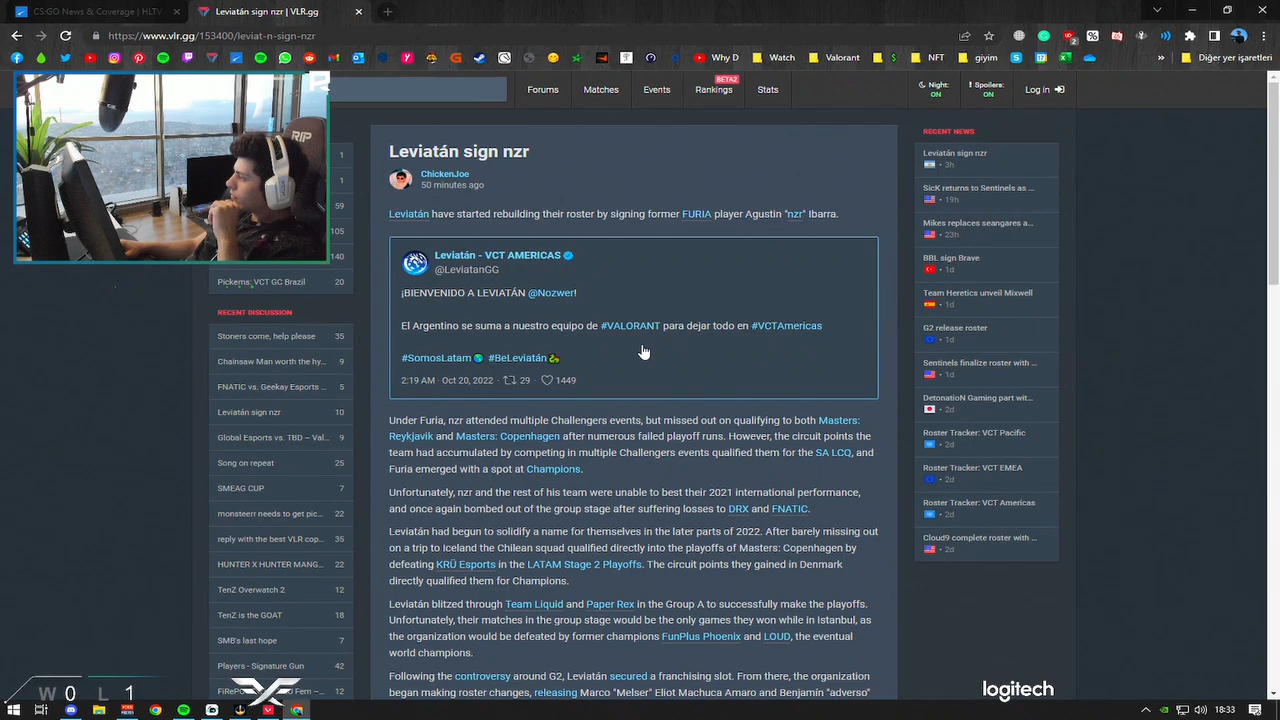 CS:GO News & Coverage | HLTV
Leviatán sign nzr | VLR.gg
https://www.vlr.gg/153400/leviat-n-sign-nzr
Why D
Watch
Valorant
$
NFT
giyim
Diğer yer işaretleri
Forums
Matches
Events
Rankings
BETA2
Stats
Night:
ON
! Spoilers:
ON
Log in
RIP
1
1
59
105
140
Pickems: VCT GC Brazil 20
RECENT DISCUSSION
Stoners come, help please 35
Chainsaw Man worth the hy... 9
FNATIC vs. Geekay Esports ... 5
Leviatán sign nzr 10
Global Esports vs. TBD – Val... 9
Song on repeat 25
SMEAG CUP 7
monsteerr needs to get pic... 22
reply with the best VLR cop... 35
HUNTER X HUNTER MANG... 22
TenZ Overwatch 2 12
TenZ is the GOAT 18
SMB's last hope 7
Players - Signature Gun 42
12
W 0 L 1
Leviatán sign nzr
ChickenJoe
50 minutes ago
Leviatán have started rebuilding their roster by signing former FURIA player Agustin "nzr" Ibarra.
Leviatán - VCT AMERICAS
@LeviatanGG
¡BIENVENIDO A LEVIATÁN @Nozwer!
El Argentino se suma a nuestro equipo de #VALORANT para dejar todo en #VCTAmericas
#SomosLatam🌎 #BeLeviatán🐉
2:19 AM · Oct 20, 2022 29 1449
Under Furia, nzr attended multiple Challengers events, but missed out on qualifying to both Masters:
Reykjavik and Masters: Copenhagen after numerous failed playoff runs. However, the circuit points the
team had accumulated by competing in multiple Challengers events qualified them for the SA LCQ, and
Furia emerged with a spot at Champions.
Unfortunately, nzr and the rest of his team were unable to best their 2021 international performance,
and once again bombed out of the group stage after suffering losses to DRX and FNATIC.
Leviatán had begun to solidify a name for themselves in the later parts of 2022. After barely missing out
on a trip to Iceland the Chilean squad qualified directly into the playoffs of Masters: Copenhagen by
defeating KRÜ Esports in the LATAM Stage 2 Playoffs. The circuit points they gained in Denmark
directly qualified them for Champions.
Leviatán blitzed through Team Liquid and Paper Rex in the Group A to successfully make the playoffs.
Unfortunately, their matches in the group stage would be the only games they won while in Istanbul, as
the organization would be defeated by former champions FunPlus Phoenix and LOUD, the eventual
world champions.
Following the controversy around G2, Leviatán secured a franchising slot. From there, the organization
began making roster changes, releasing Marco "Melser" Eliot Machuca Amaro and Benjamín "adverso"
RECENT NEWS
Leviatán sign nzr
• 3h
SicK returns to Sentinels as ...
• 19h
Mikes replaces seangares a...
• 23h
BBL sign Brave
• 1d
Team Heretics unveil Mixwell
• 1d
G2 release roster
• 1d
Sentinels finalize roster with ...
• 1d
DetonatioN Gaming part wit...
• 2d
Roster Tracker: VCT Pacific
• 2d
Roster Tracker: VCT EMEA
• 2d
Roster Tracker: VCT Americas
• 2d
Cloud9 complete roster with ...
• 2d
logitech
18:33